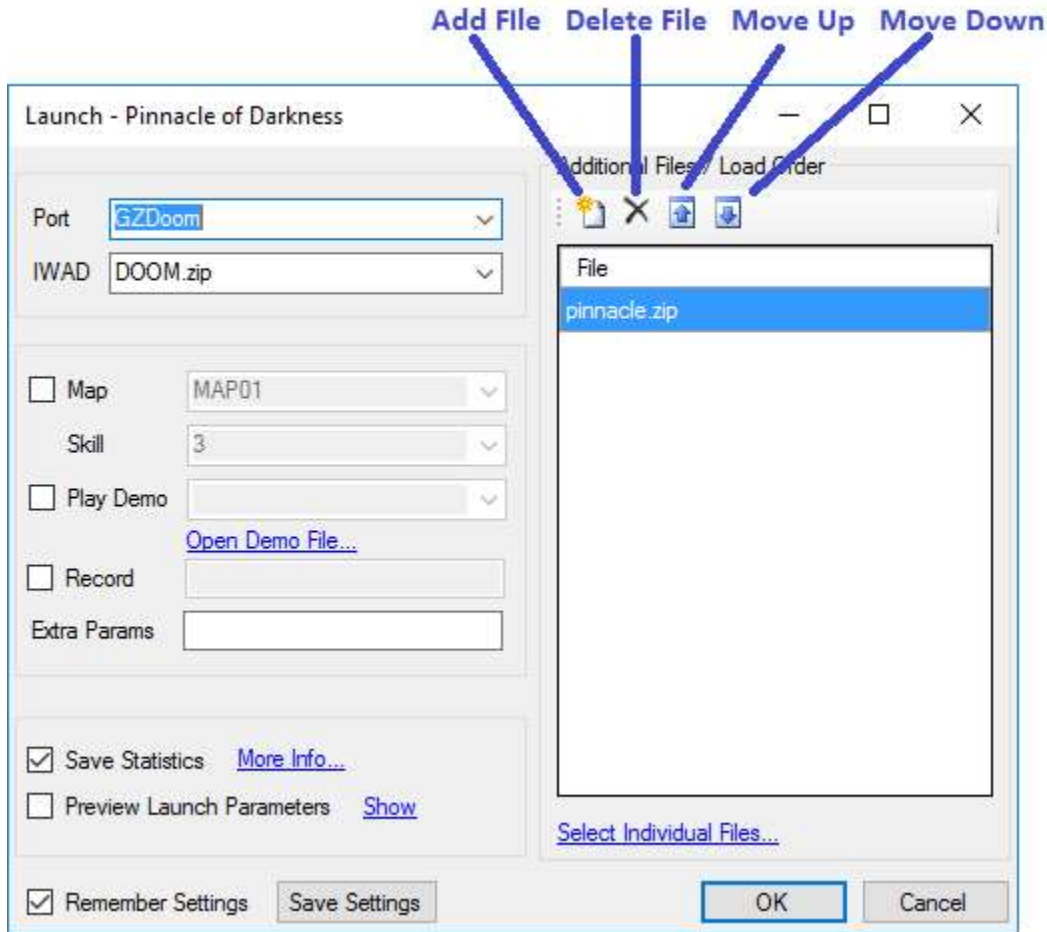 Add FIle Delete File Move Up Move Down
Launch - Pinnacle of Darkness
Port GZDoom
IWAD DOOM.zip
Map MAP01
Skill 3
Play Demo
Open Demo File...
Record
Extra Params
Save Statistics More Info...
Preview Launch Parameters Show
Remember Settings Save Settings
Additional Files / Load Order
File
pinnacle.zip
Select Individual Files...
OK Cancel